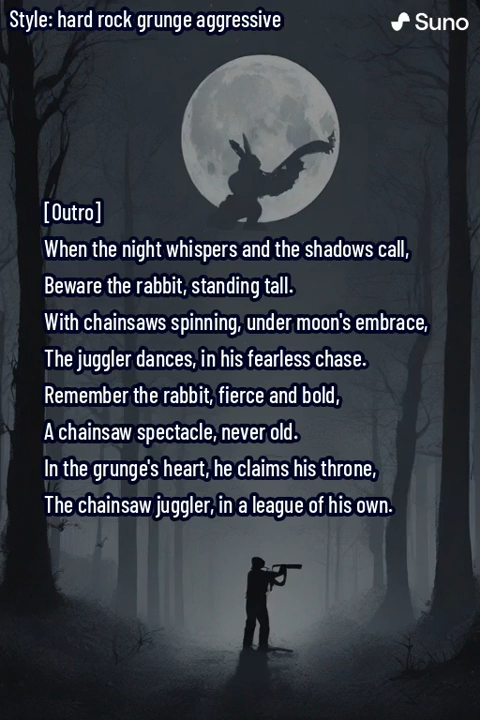 Style: hard rock grunge aggressive
Suno
[Outro]
When the night whispers and the shadows call,
Beware the rabbit, standing tall.
With chainsaws spinning, under moon's embrace,
The juggler dances, in his fearless chase.
Remember the rabbit, fierce and bold,
A chainsaw spectacle, never old.
In the grunge's heart, he claims his throne,
The chainsaw juggler, in a league of his own.